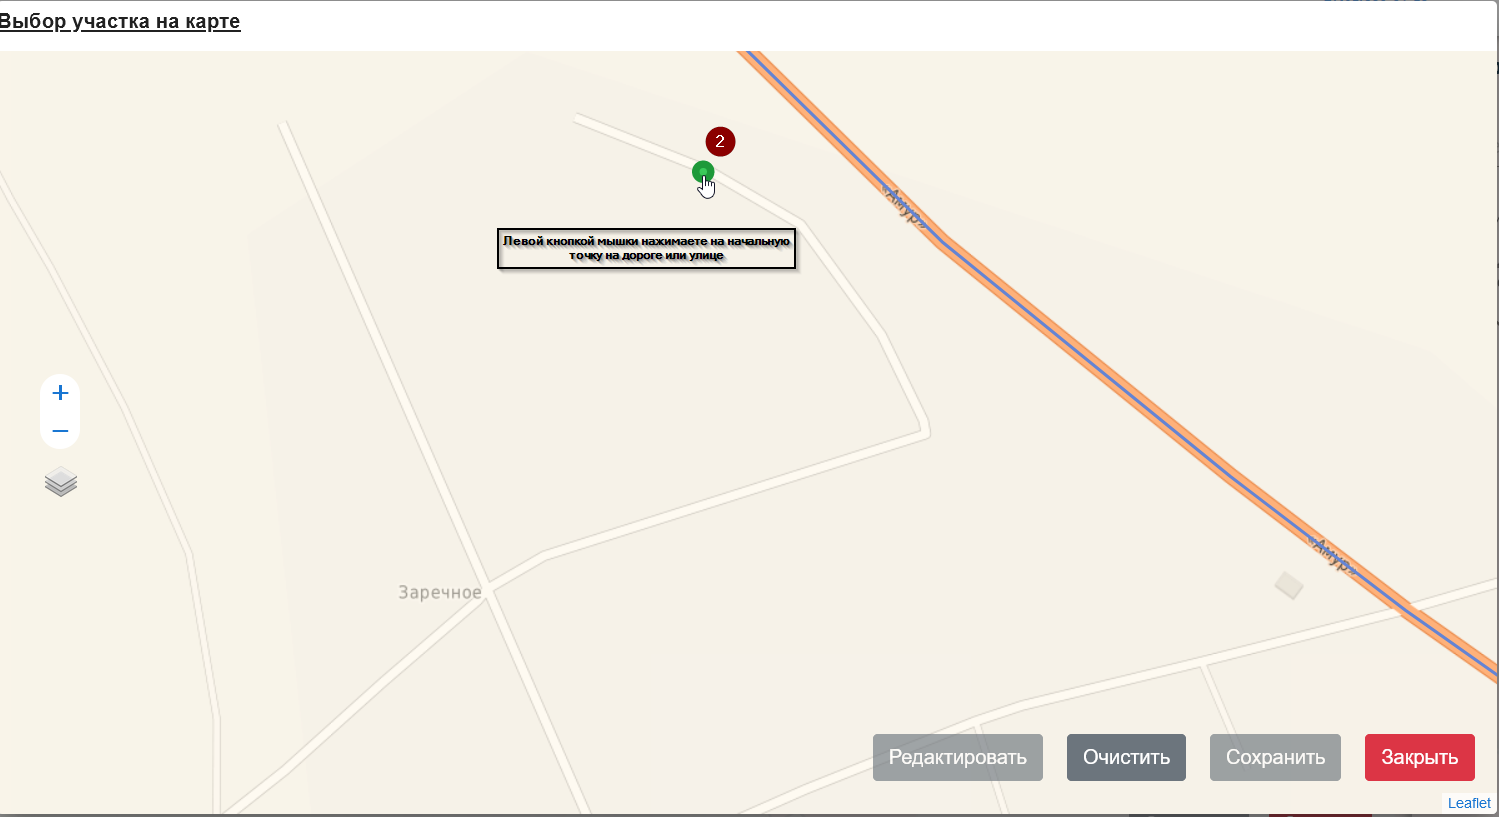 Выбор участка на карте
2
«Амур»
Левой кнопкой мышки нажимаете на начальную
точку на дороге или улице
+
−
«Амур»
Заречное
Редактировать
Очистить
Сохранить
Закрыть
Leaflet